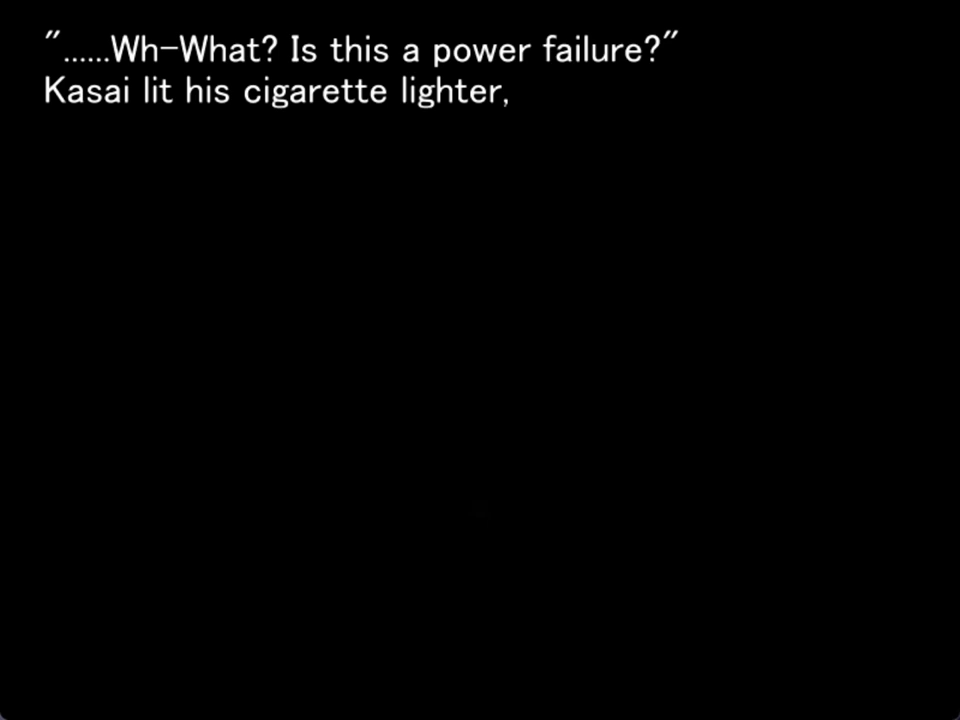 "......Wh-What? Is this a power failure?"
Kasai lit his cigarette lighter,